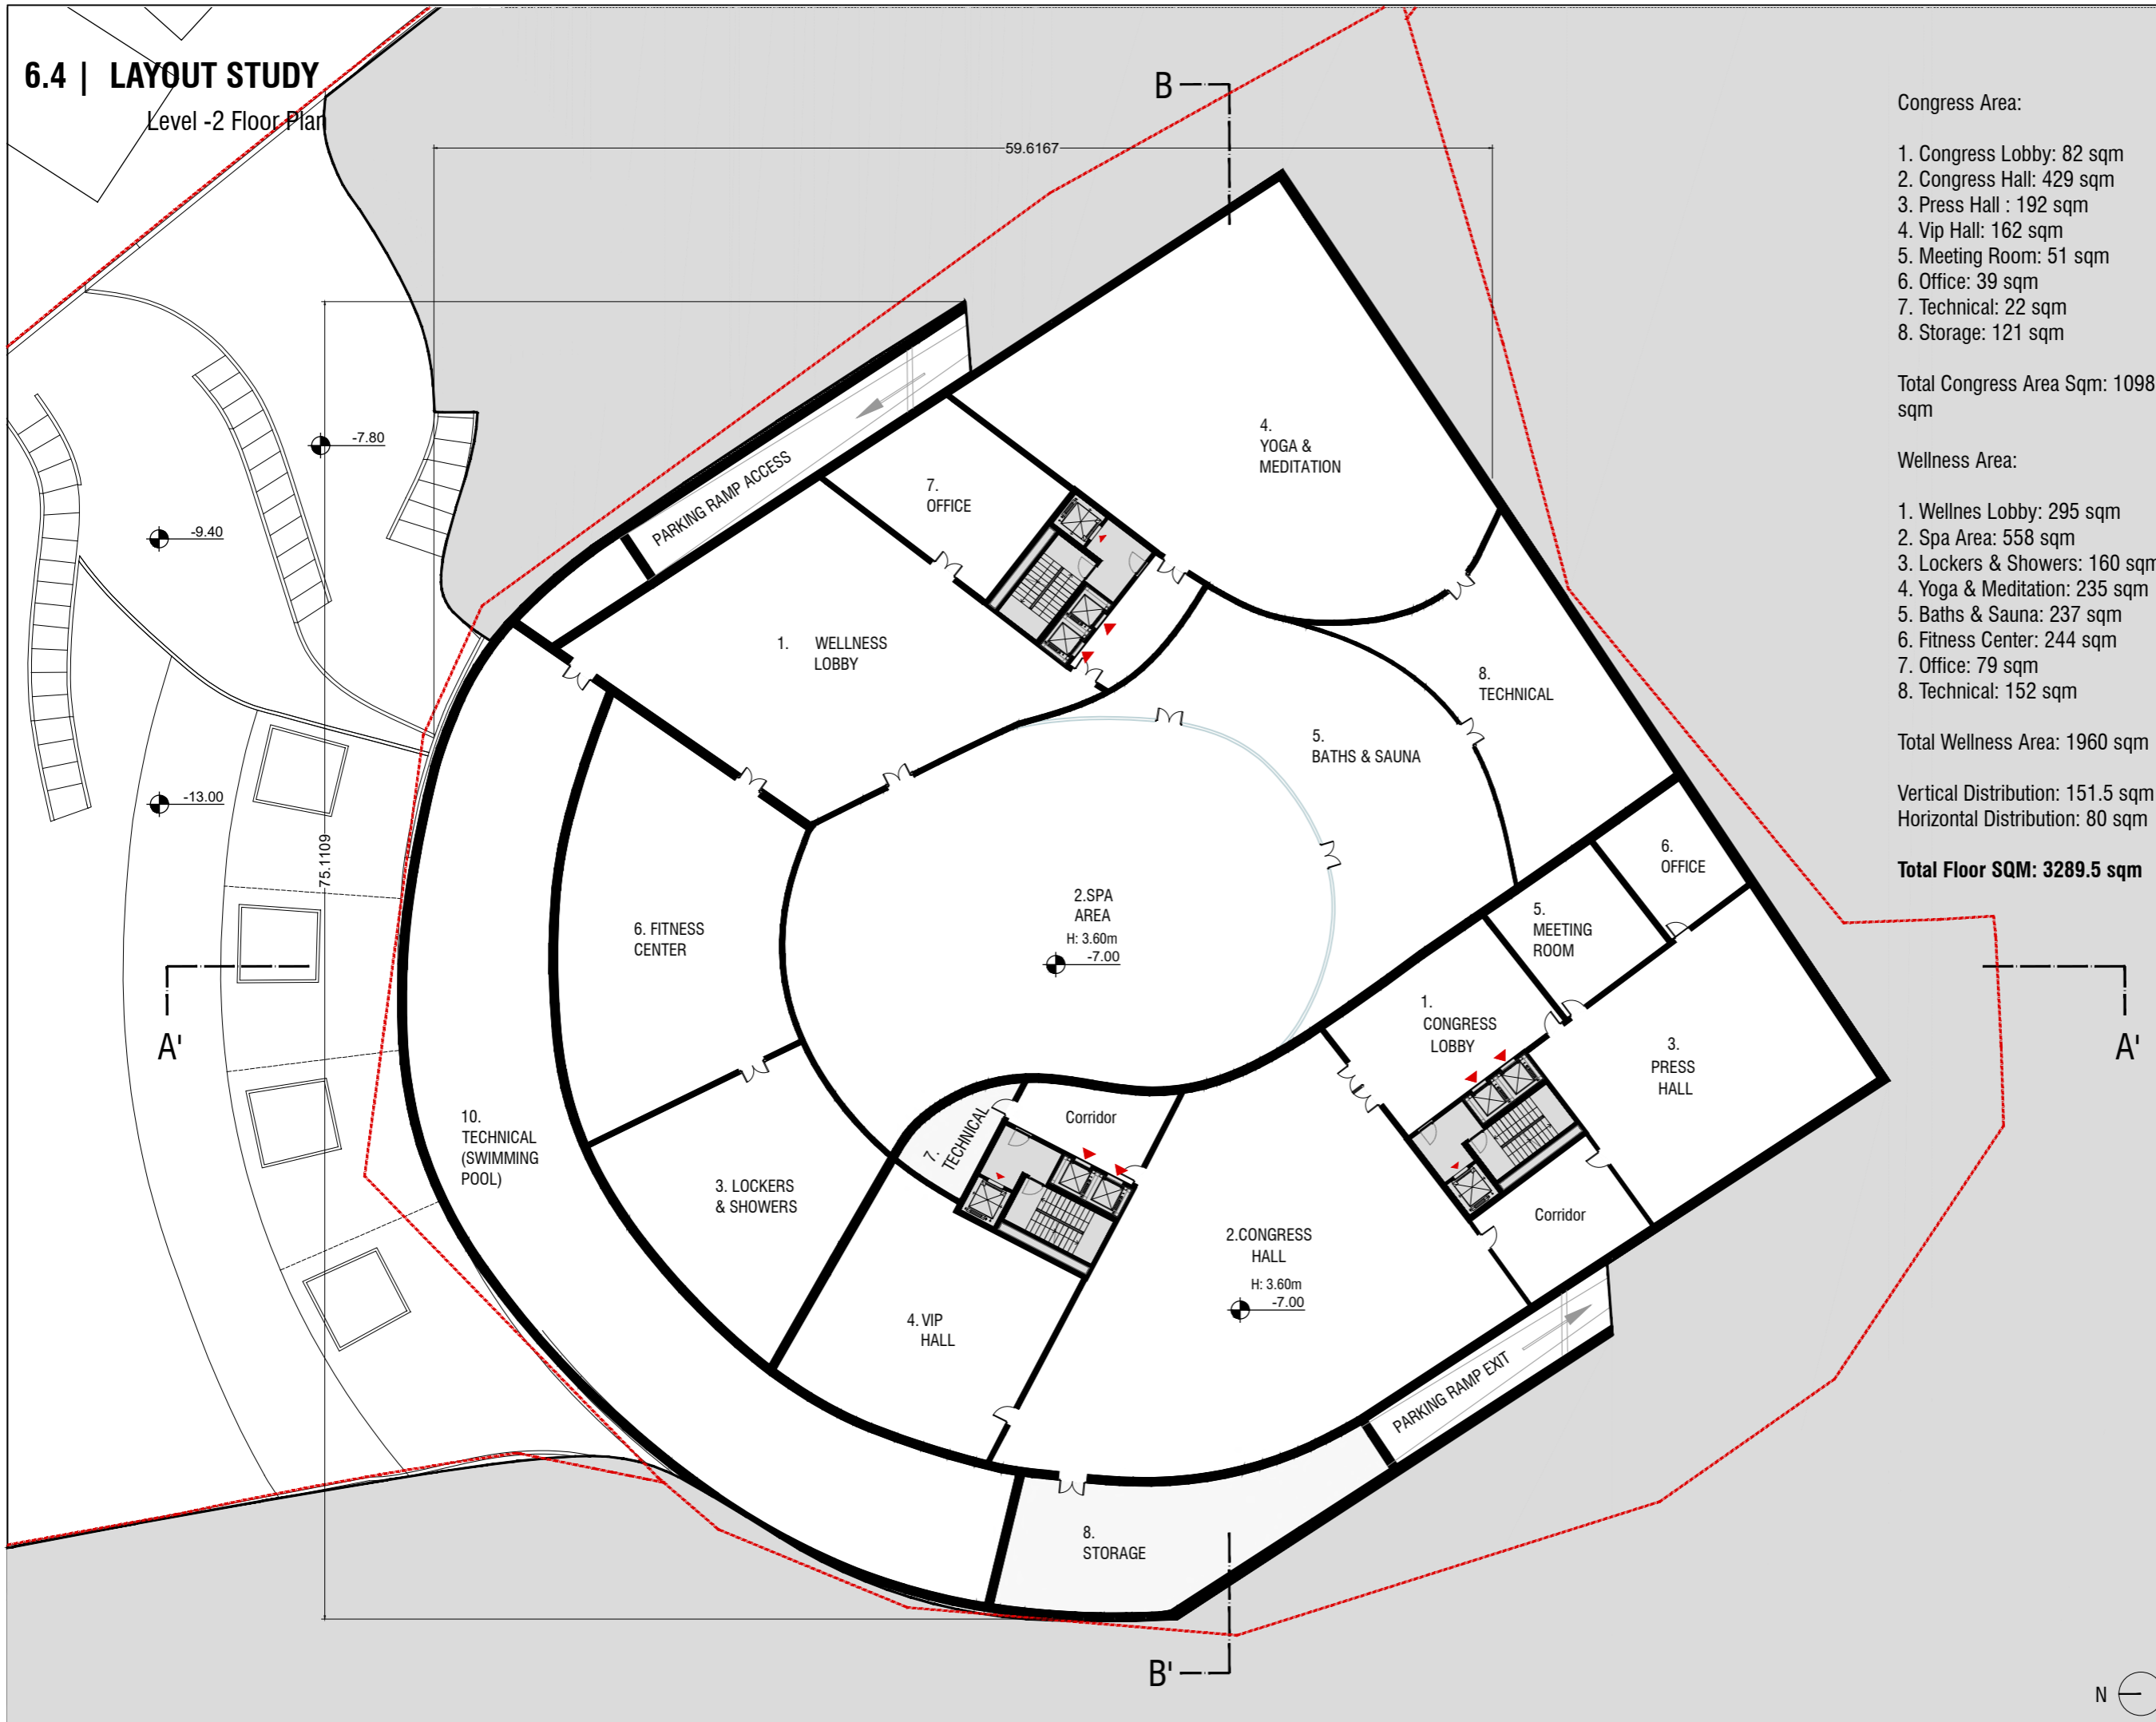 6.4 | LAYOUT STUDY
Level -2 Floor Plan
B
59.6167
Congress Area:
1. Congress Lobby: 82 sqm
2. Congress Hall: 429 sqm
3. Press Hall : 192 sqm
4. Vip Hall: 162 sqm
5. Meeting Room: 51 sqm
6. Office: 39 sqm
7. Technical: 22 sqm
8. Storage: 121 sqm
Total Congress Area Sqm: 1098
sqm
Wellness Area:
1. Wellnes Lobby: 295 sqm
2. Spa Area: 558 sqm
3. Lockers & Showers: 160 sqm
4. Yoga & Meditation: 235 sqm
5. Baths & Sauna: 237 sqm
6. Fitness Center: 244 sqm
7. Office: 79 sqm
8. Technical: 152 sqm
Total Wellness Area: 1960 sqm
Vertical Distribution: 151.5 sqm
Horizontal Distribution: 80 sqm
Total Floor SQM: 3289.5 sqm
-7.80
-9.40
-13.00
75.1109
PARKING RAMP ACCESS
4.
YOGA &
MEDITATION
7.
OFFICE
1. WELLNESS
LOBBY
8.
TECHNICAL
5.
BATHS & SAUNA
6.
OFFICE
5.
MEETING
ROOM
2.SPA
AREA
H: 3.60m
-7.00
6. FITNESS
CENTER
A'
A'
1.
CONGRESS
LOBBY
3.
PRESS
HALL
10.
TECHNICAL
(SWIMMING
POOL)
7.
TECHNICAL
Corridor
3. LOCKERS
& SHOWERS
Corridor
2.CONGRESS
HALL
H: 3.60m
-7.00
4. VIP
HALL
PARKING RAMP EXIT
8.
STORAGE
B'
N